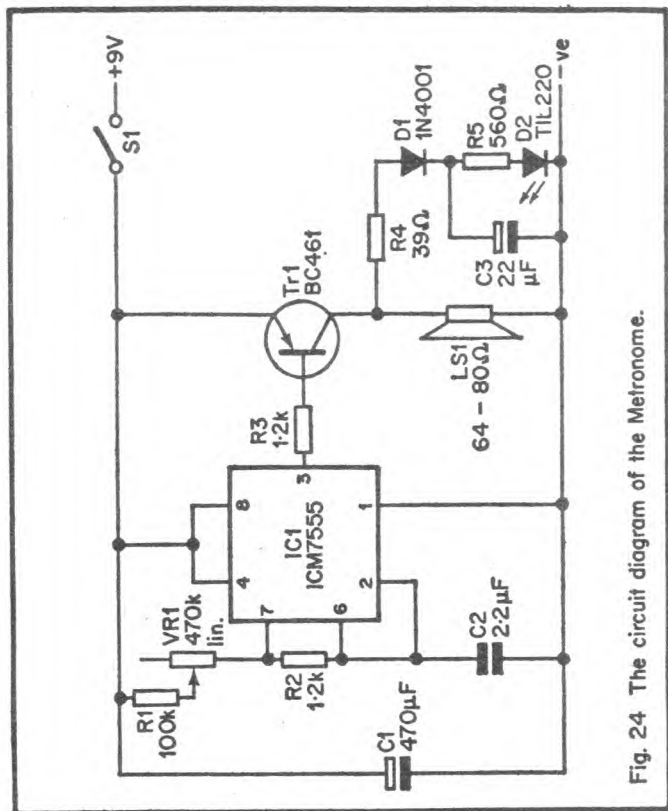 S1
+9V
Tr1
BC461
D1
1N4001
R4
39Ω
R5
560Ω
D2
TIL220
C3
22
µF
-ve
LS1
64 – 80Ω
R3
1·2k
IC1
ICM7555
4
8
7
3
6
2
1
VR1
470k
lin.
R1
100k
R2
1·2k
C2
2·2µF
C1
470µF
Fig. 24 The circuit diagram of the Metronome.